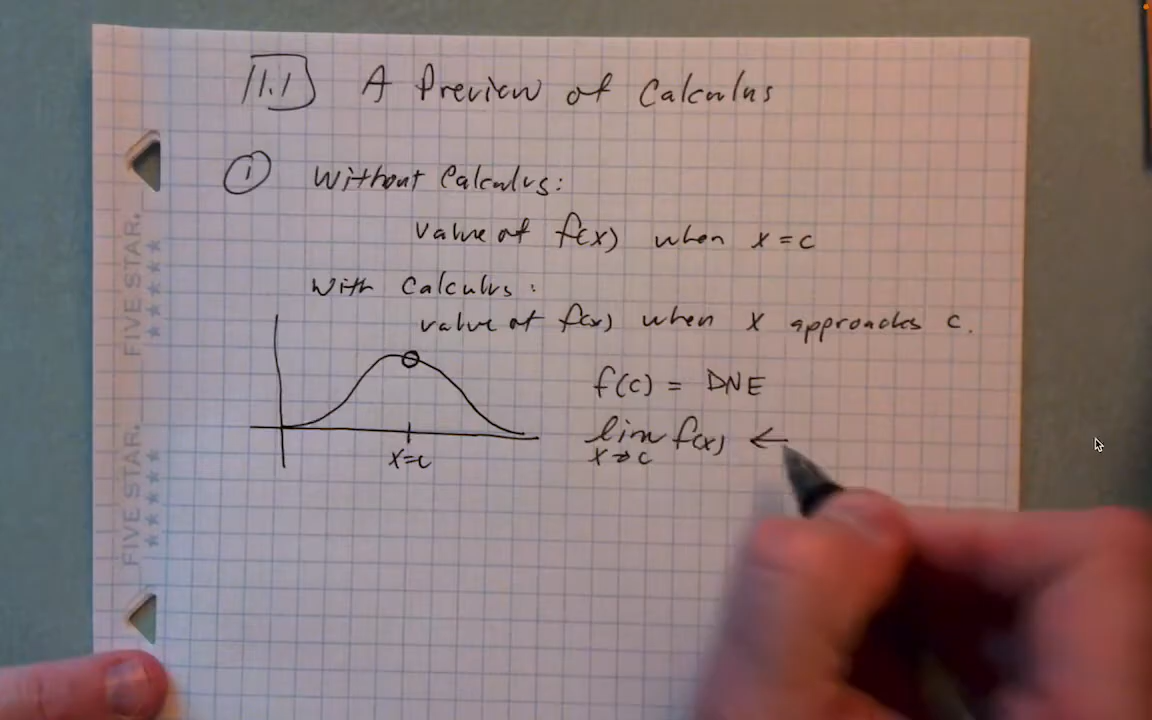 11.1 A Preview of Calculus
① Without Calculus:
value of f(x) when x = c
With Calculus:
value of f(x) when x approaches c.
f(c) = DNE
lim f(x) ←
x→c
x=c
FIVE STAR.
★★★★★
FIVE STAR.
★★★★★